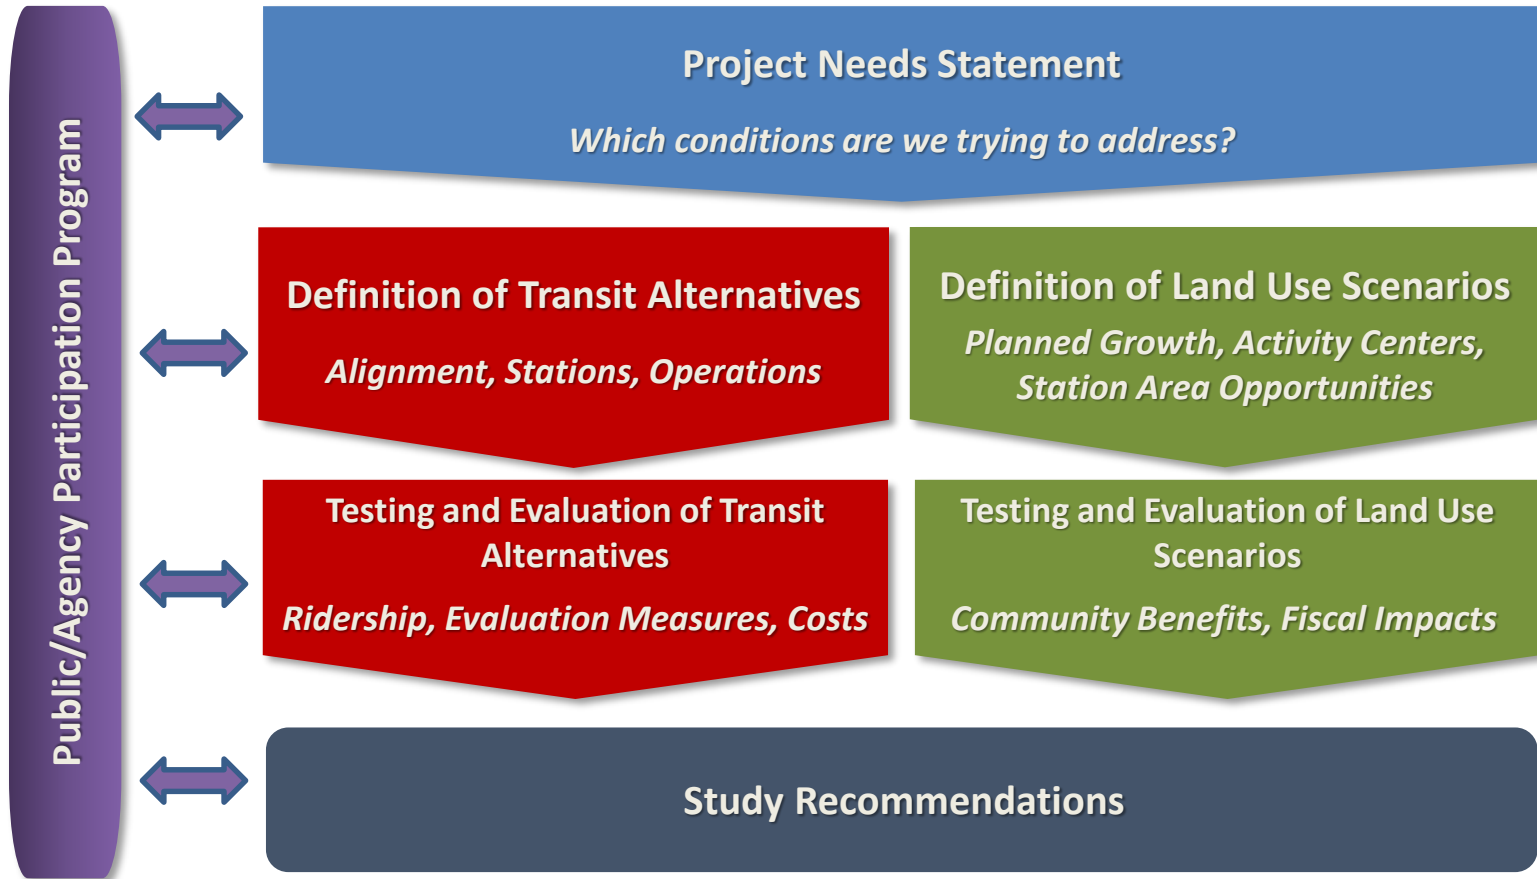 Public/Agency Participation Program
Project Needs Statement
Which conditions are we trying to address?
Definition of Transit Alternatives
Alignment, Stations, Operations
Definition of Land Use Scenarios
Planned Growth, Activity Centers,
Station Area Opportunities
Testing and Evaluation of Transit
Alternatives
Ridership, Evaluation Measures, Costs
Testing and Evaluation of Land Use
Scenarios
Community Benefits, Fiscal Impacts
Study Recommendations